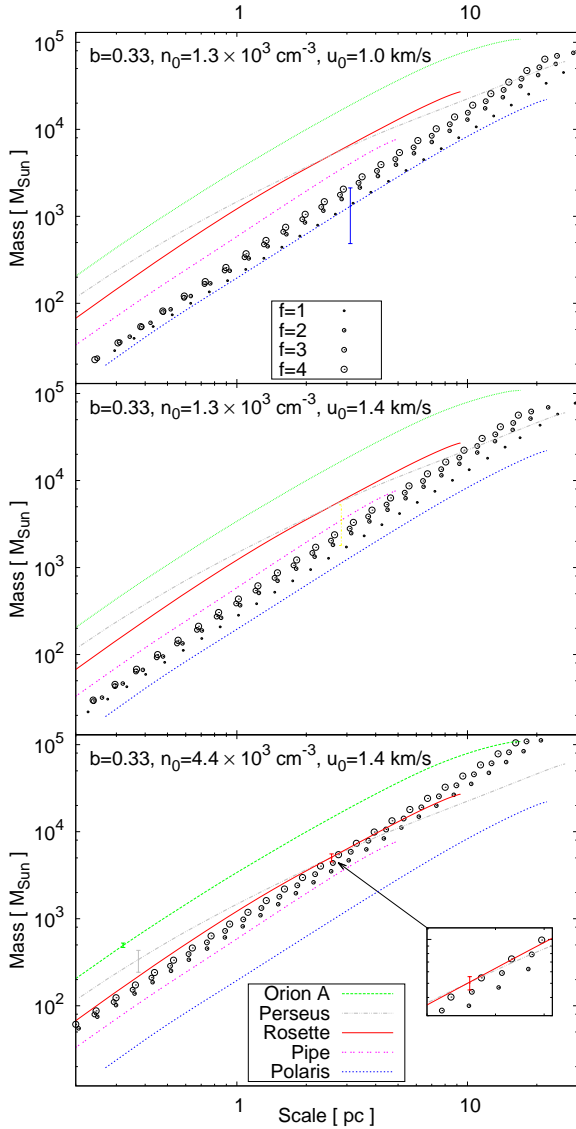 1 10
10^5
10^4
10^3
10^2
Mass [ M_Sun ]
b=0.33, n_0=1.3 × 10^3 cm^-3, u_0=1.0 km/s
f=1
f=2
f=3
f=4
10^5
10^4
10^3
10^2
Mass [ M_Sun ]
b=0.33, n_0=1.3 × 10^3 cm^-3, u_0=1.4 km/s
10^5
10^4
10^3
10^2
Mass [ M_Sun ]
b=0.33, n_0=4.4 × 10^3 cm^-3, u_0=1.4 km/s
Orion A
Perseus
Rosette
Pipe
Polaris
1 10
Scale [ pc ]